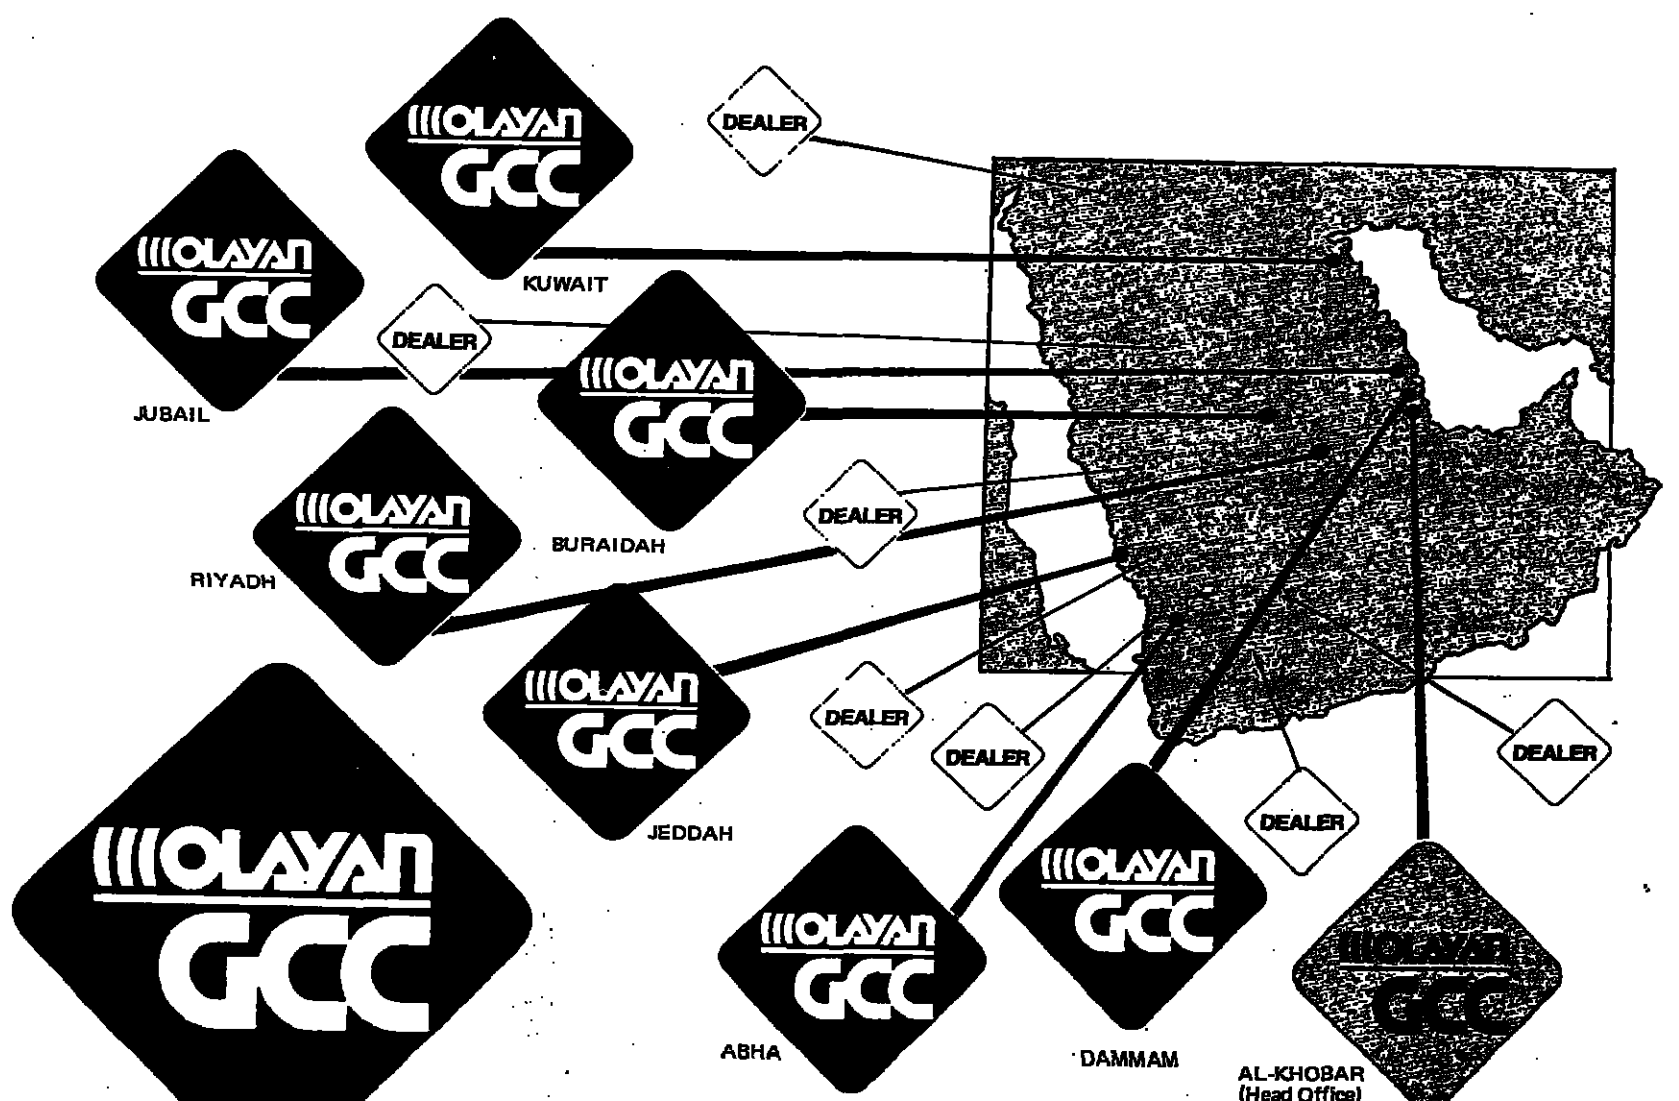 OLAYAN
GCC
KUWAIT
DEALER
OLAYAN
GCC
JUBAIL
DEALER
OLAYAN
GCC
BURAIDAH
OLAYAN
GCC
RIYADH
DEALER
OLAYAN
GCC
JEDDAH
DEALER
DEALER
DEALER
DEALER
OLAYAN
GCC
OLAYAN
GCC
ABHA
OLAYAN
GCC
DAMMAM
OLAYAN
GCC
AL-KHOBAR
(Head Office)